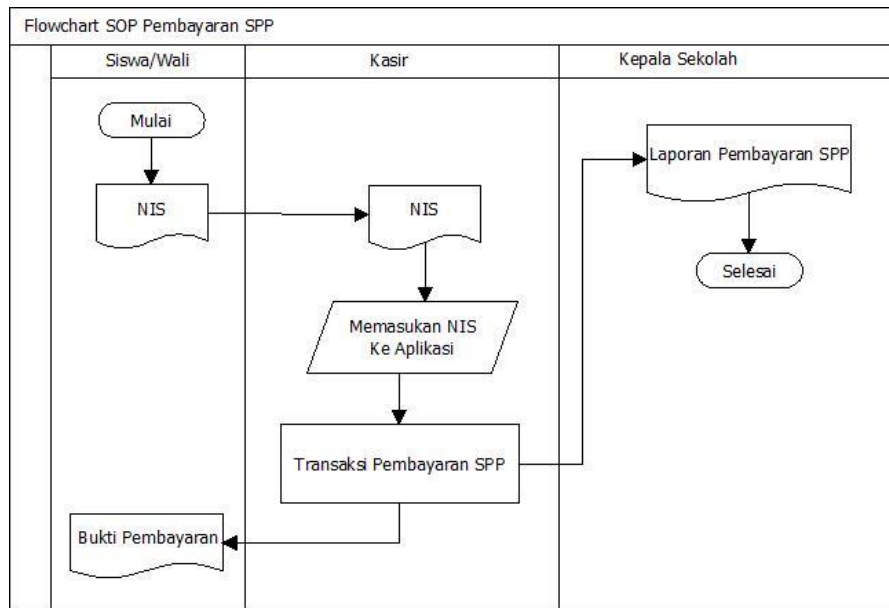 Flowchart SOP Pembayaran SPP
Siswa/Wali
Kasir
Kepala Sekolah
Mulai
NIS
NIS
Memasukan NIS
Ke Aplikasi
Transaksi Pembayaran SPP
Bukti Pembayaran
Laporan Pembayaran SPP
Selesai